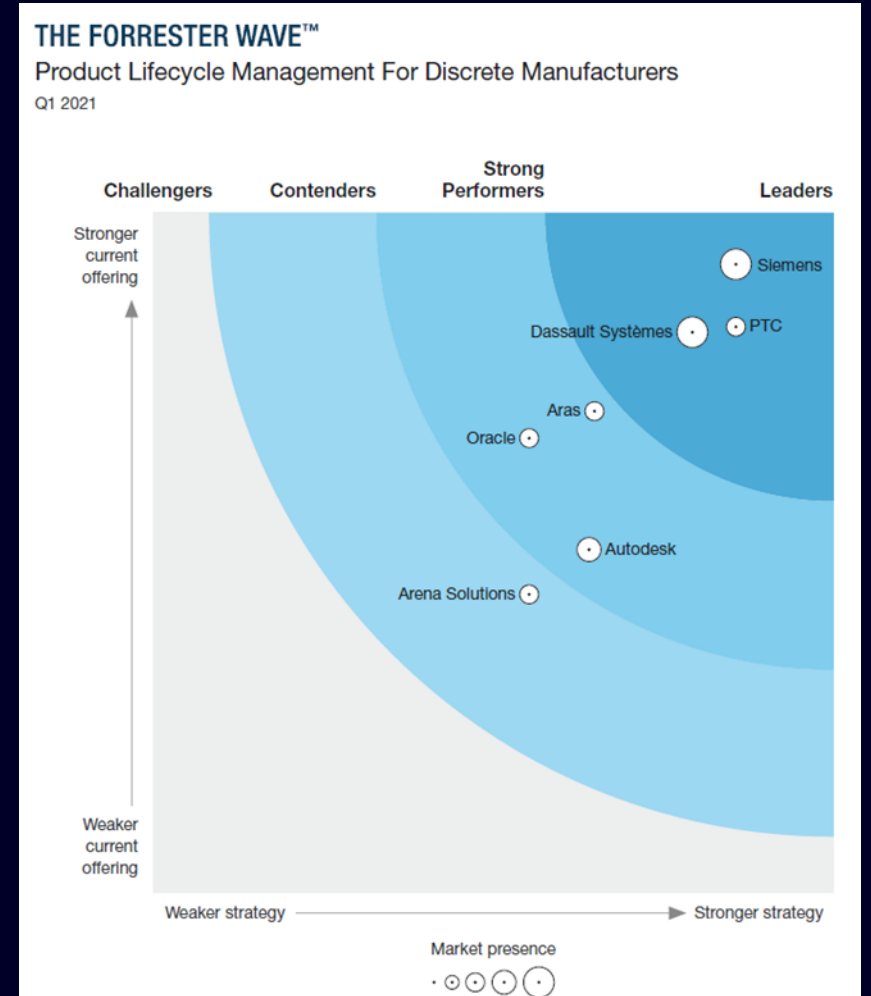 THE FORRESTER WAVE™
Product Lifecycle Management For Discrete Manufacturers
Q1 2021
Challengers
Contenders
Strong
Performers
Leaders
Stronger
current
offering
Siemens
PTC
Dassault Systèmes
Aras
Oracle
Autodesk
Arena Solutions
Weaker
current
offering
Weaker strategy
Stronger strategy
Market presence